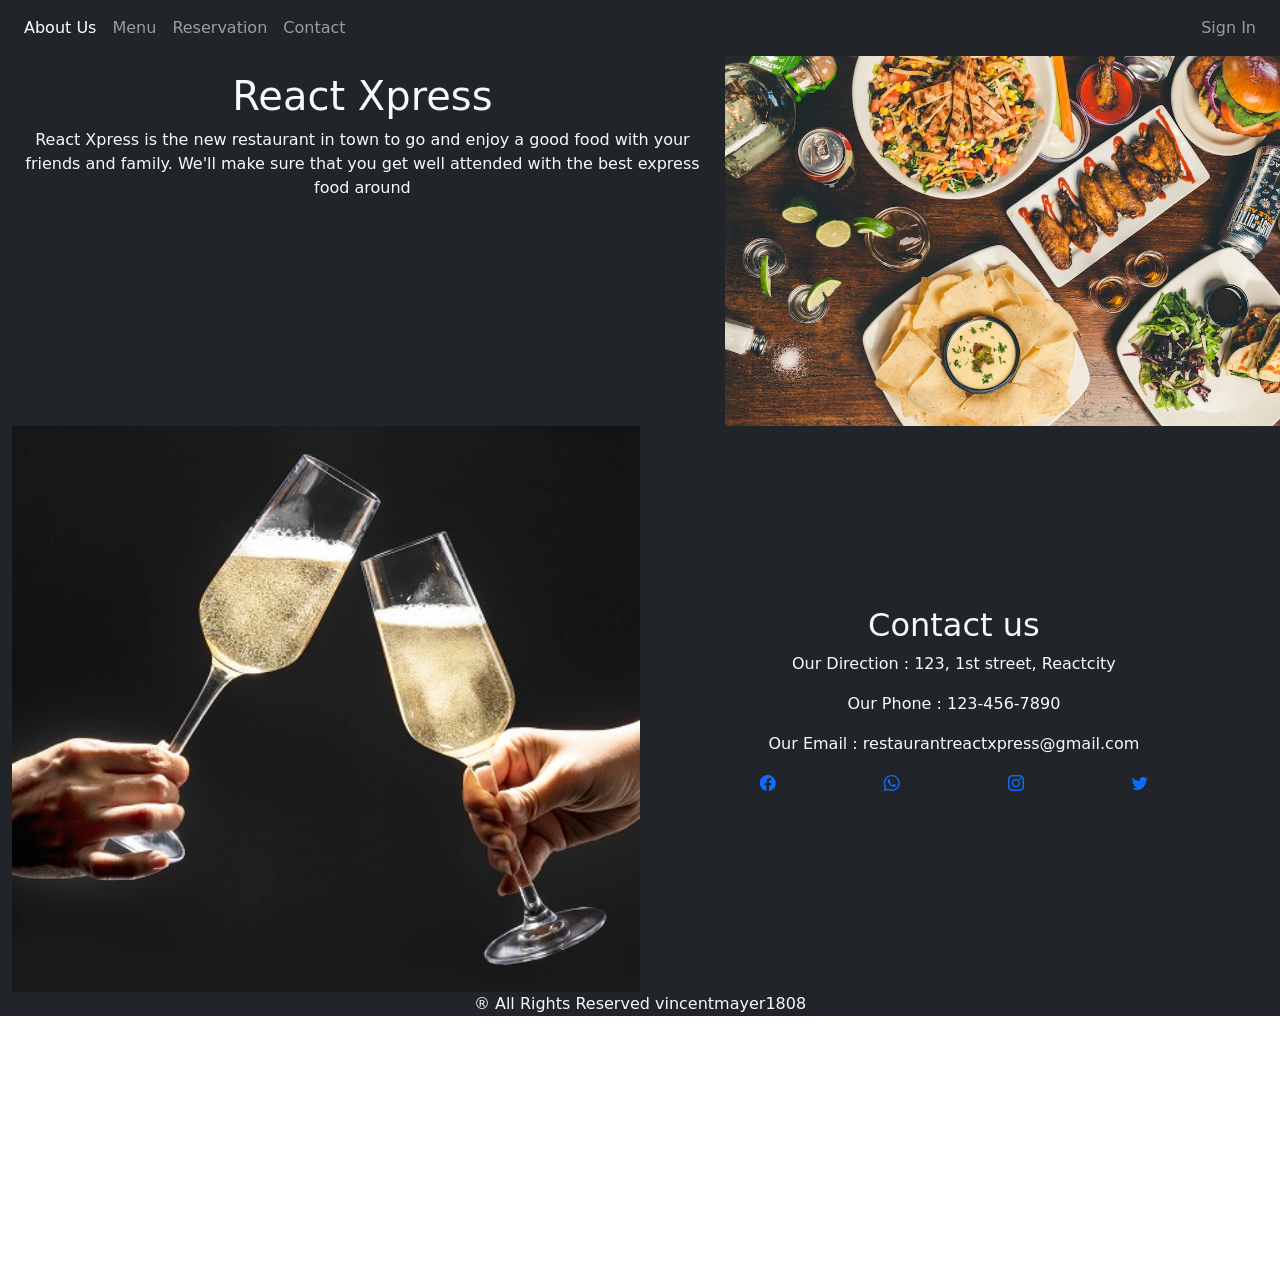 About Us Menu Reservation Contact Sign In
React Xpress
React Xpress is the new restaurant in town to go and enjoy a good food with your
friends and family. We'll make sure that you get well attended with the best express
food around
PATRÓN
Contact us
Our Direction : 123, 1st street, Reactcity
Our Phone : 123-456-7890
Our Email : restaurantreactxpress@gmail.com
® All Rights Reserved vincentmayer1808